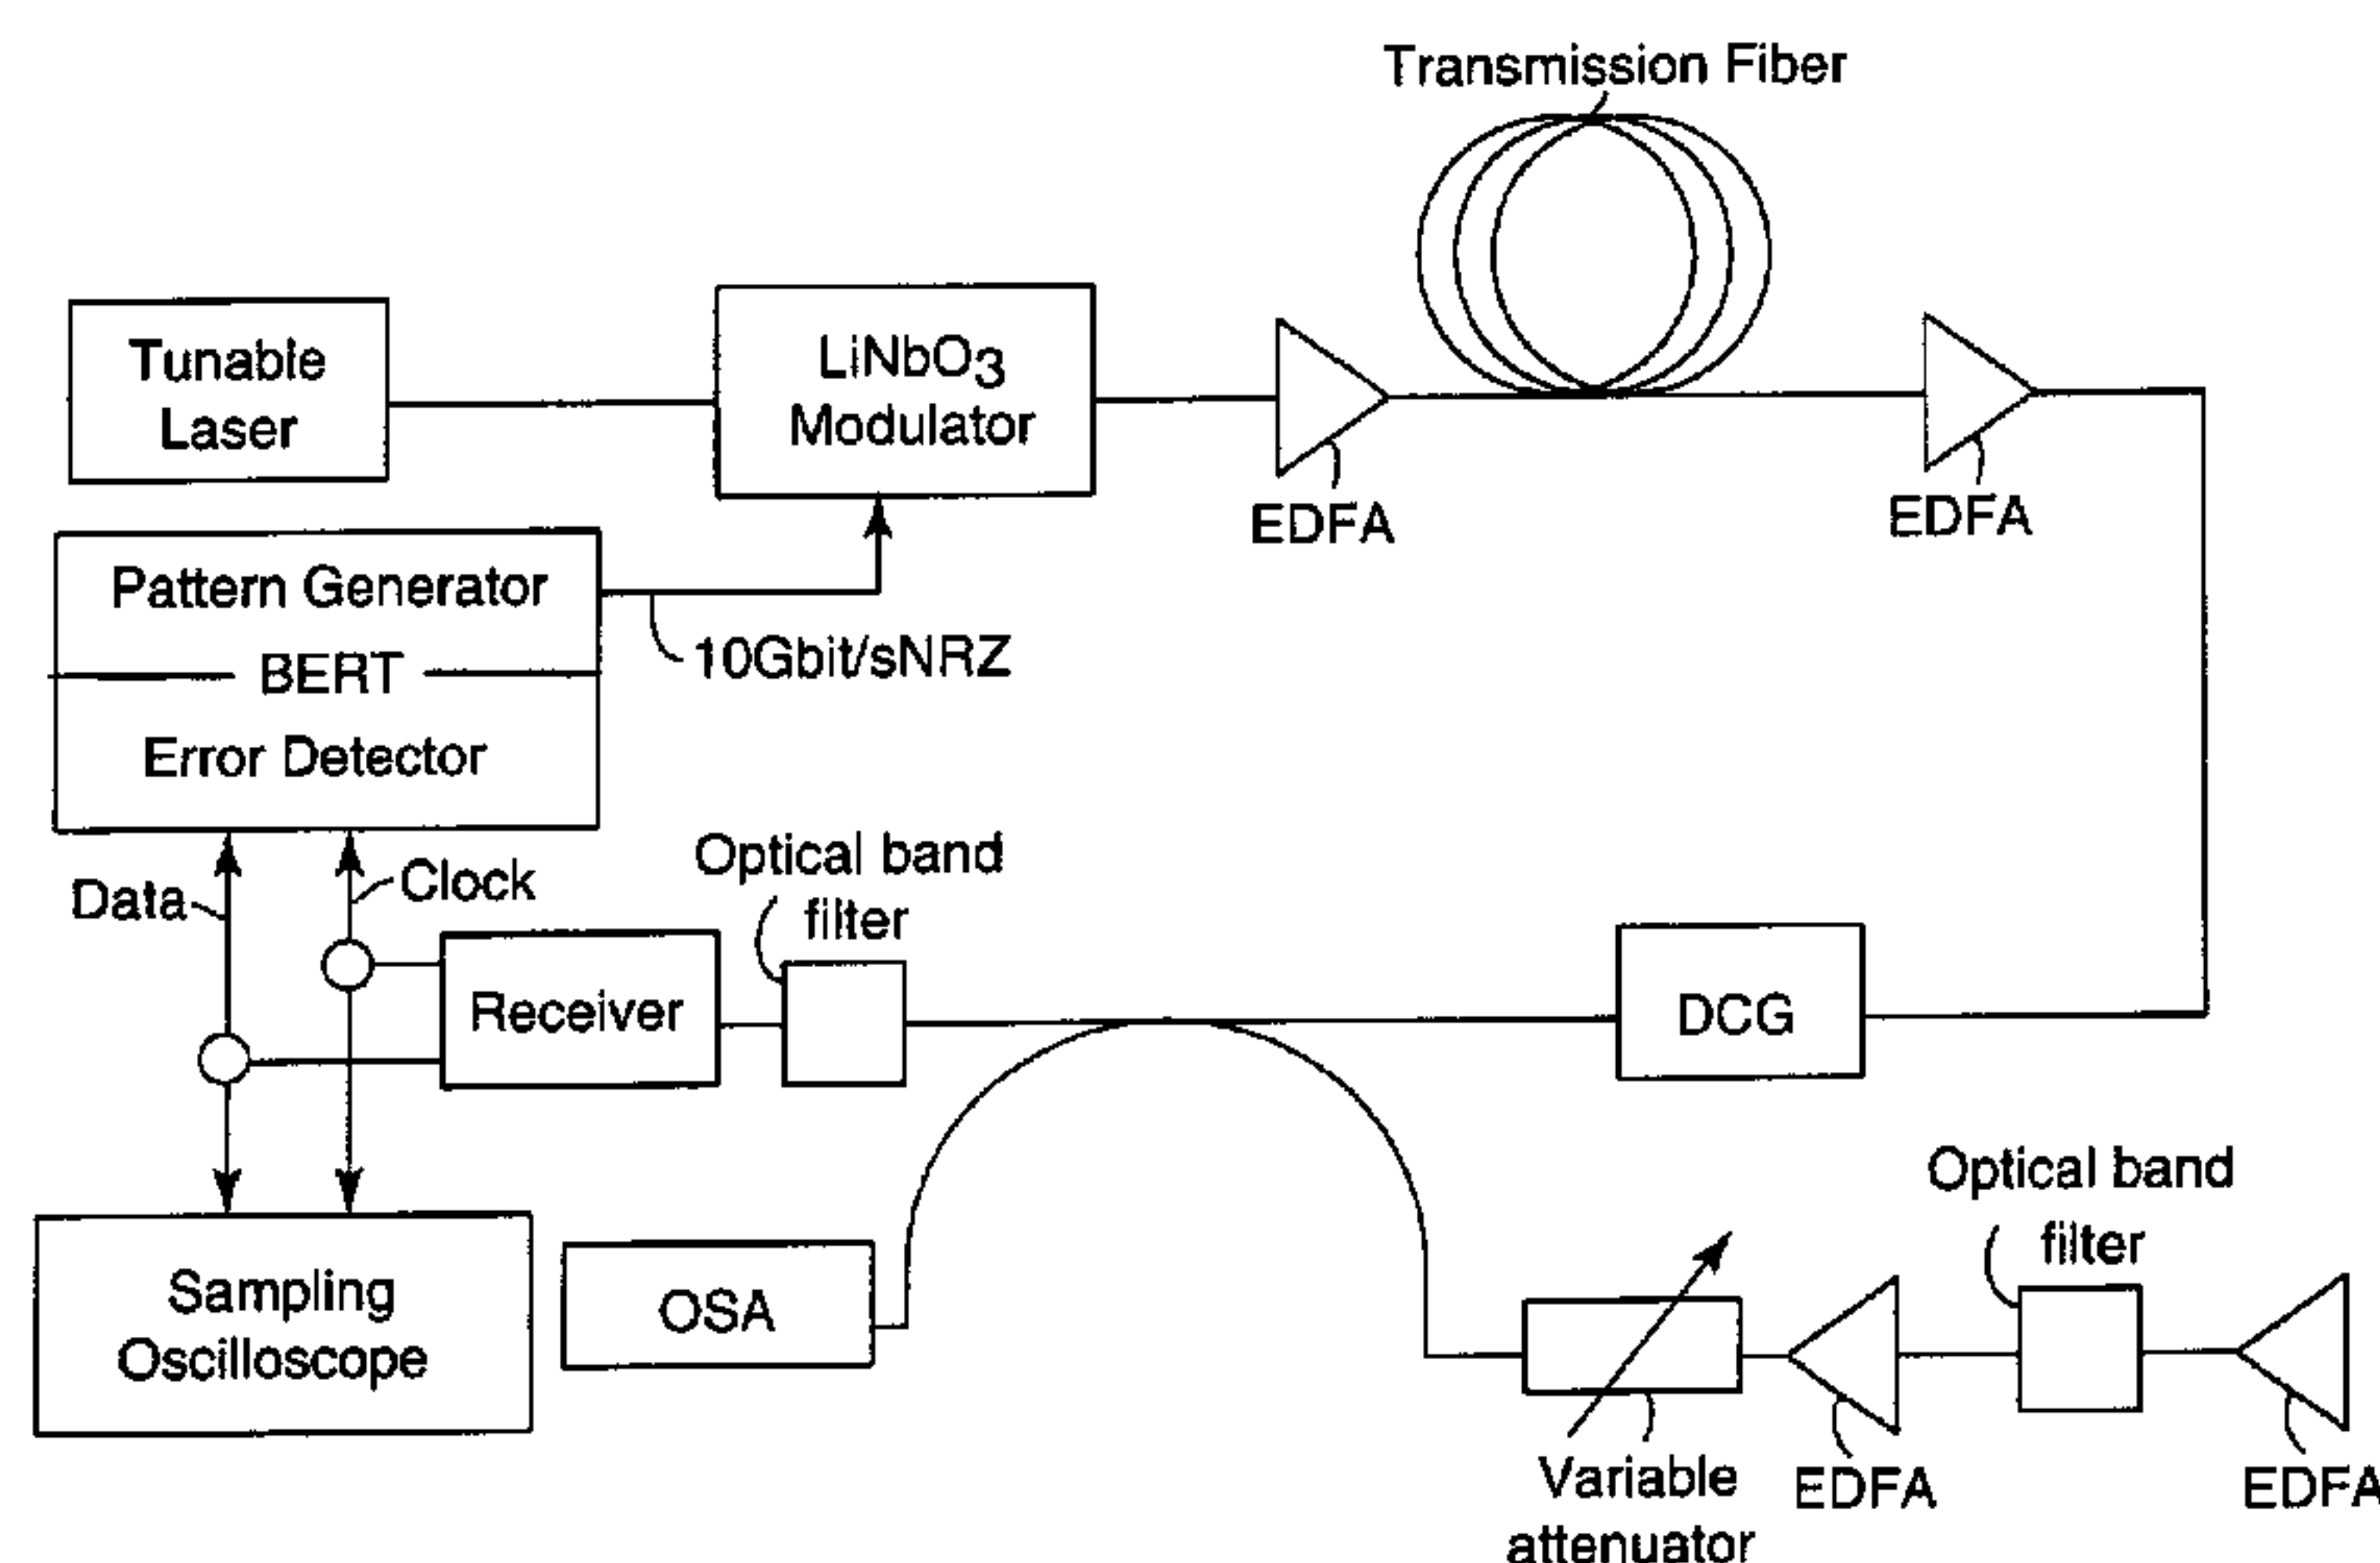 Transmission Fiber
Tunable
Laser
LiNbO3
Modulator
EDFA
EDFA
Pattern Generator
BERT
Error Detector
10Gbit/sNRZ
Data
Clock
Optical band
filter
Receiver
DCG
Sampling
Oscilloscope
OSA
Optical band
filter
Variable
attenuator
EDFA
EDFA